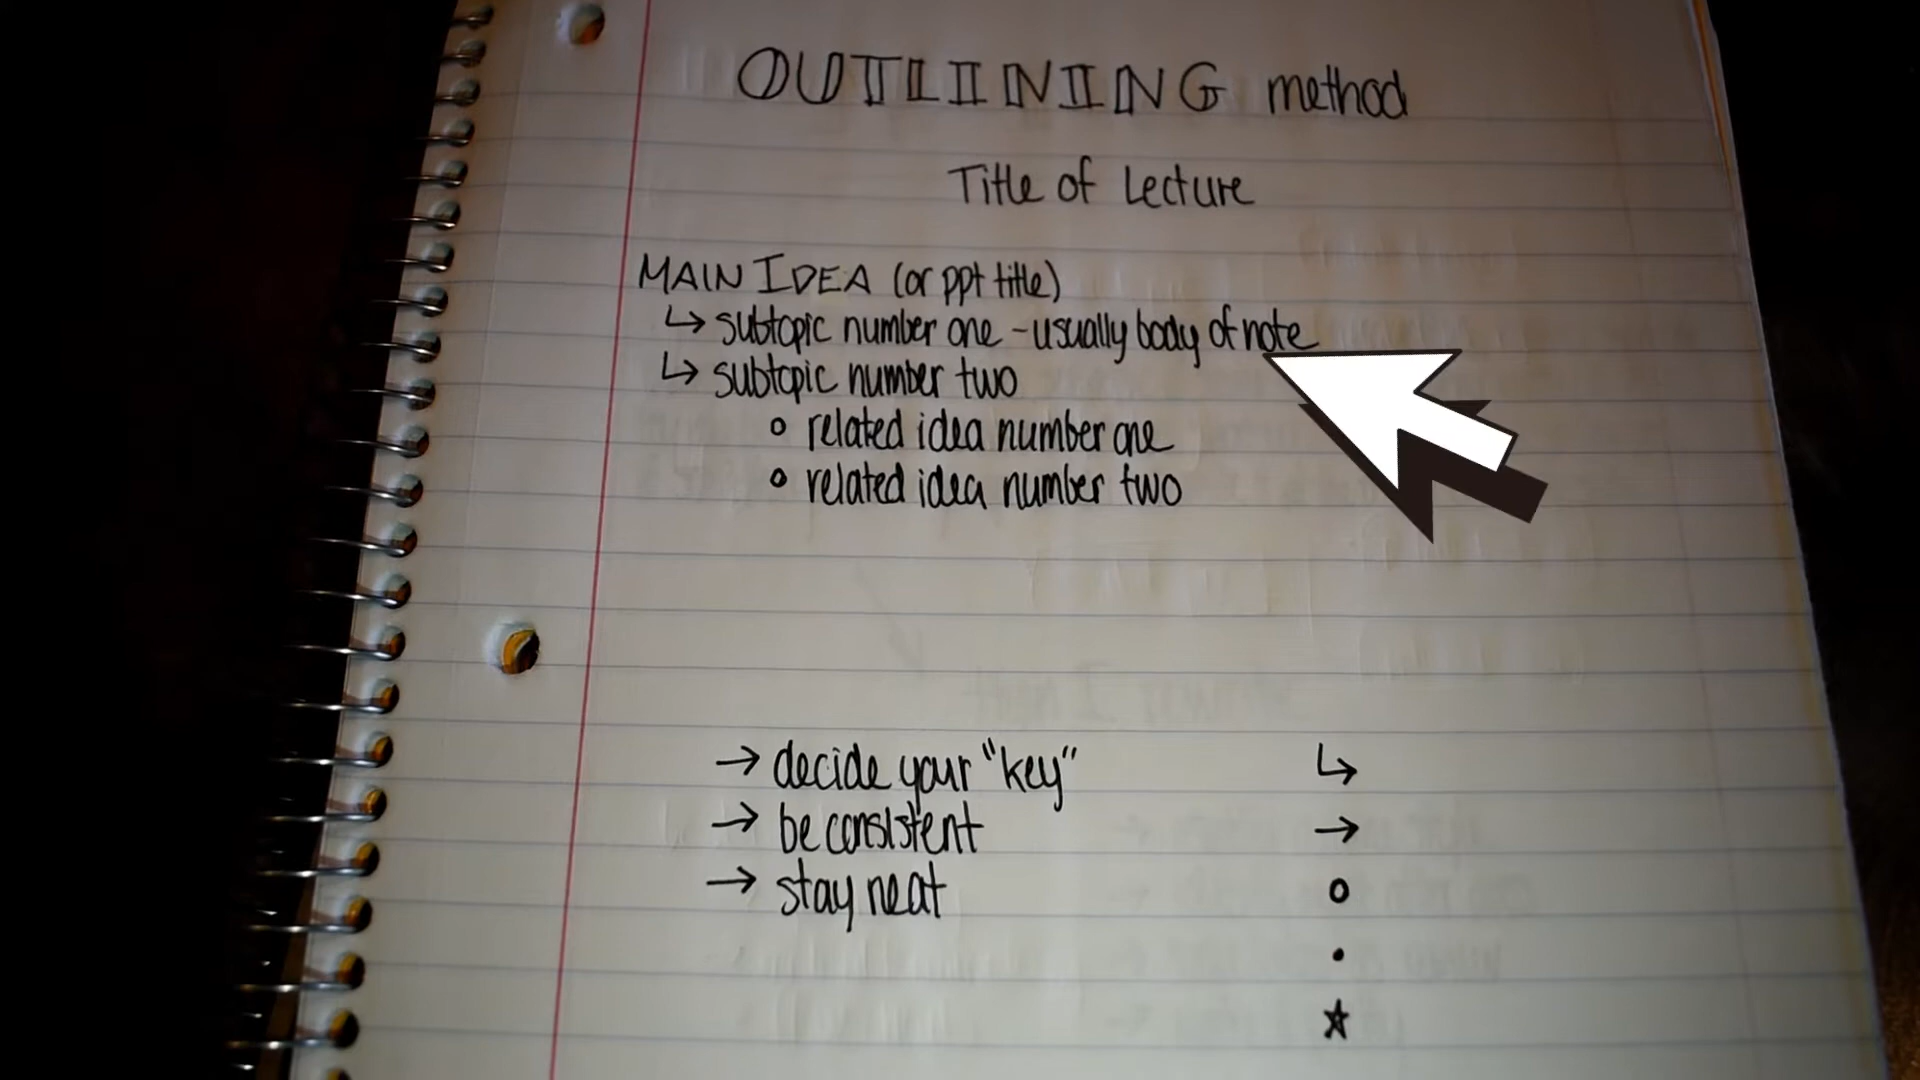 OUTLINING method
Title of Lecture
MAIN IDEA (or ppt title)
↳ subtopic number one - usually body of note
↳ subtopic number two
○ related idea number one
○ related idea number two
→ decide your "key"
→ be consistent
→ stay neat
↳
→
○
•
☆